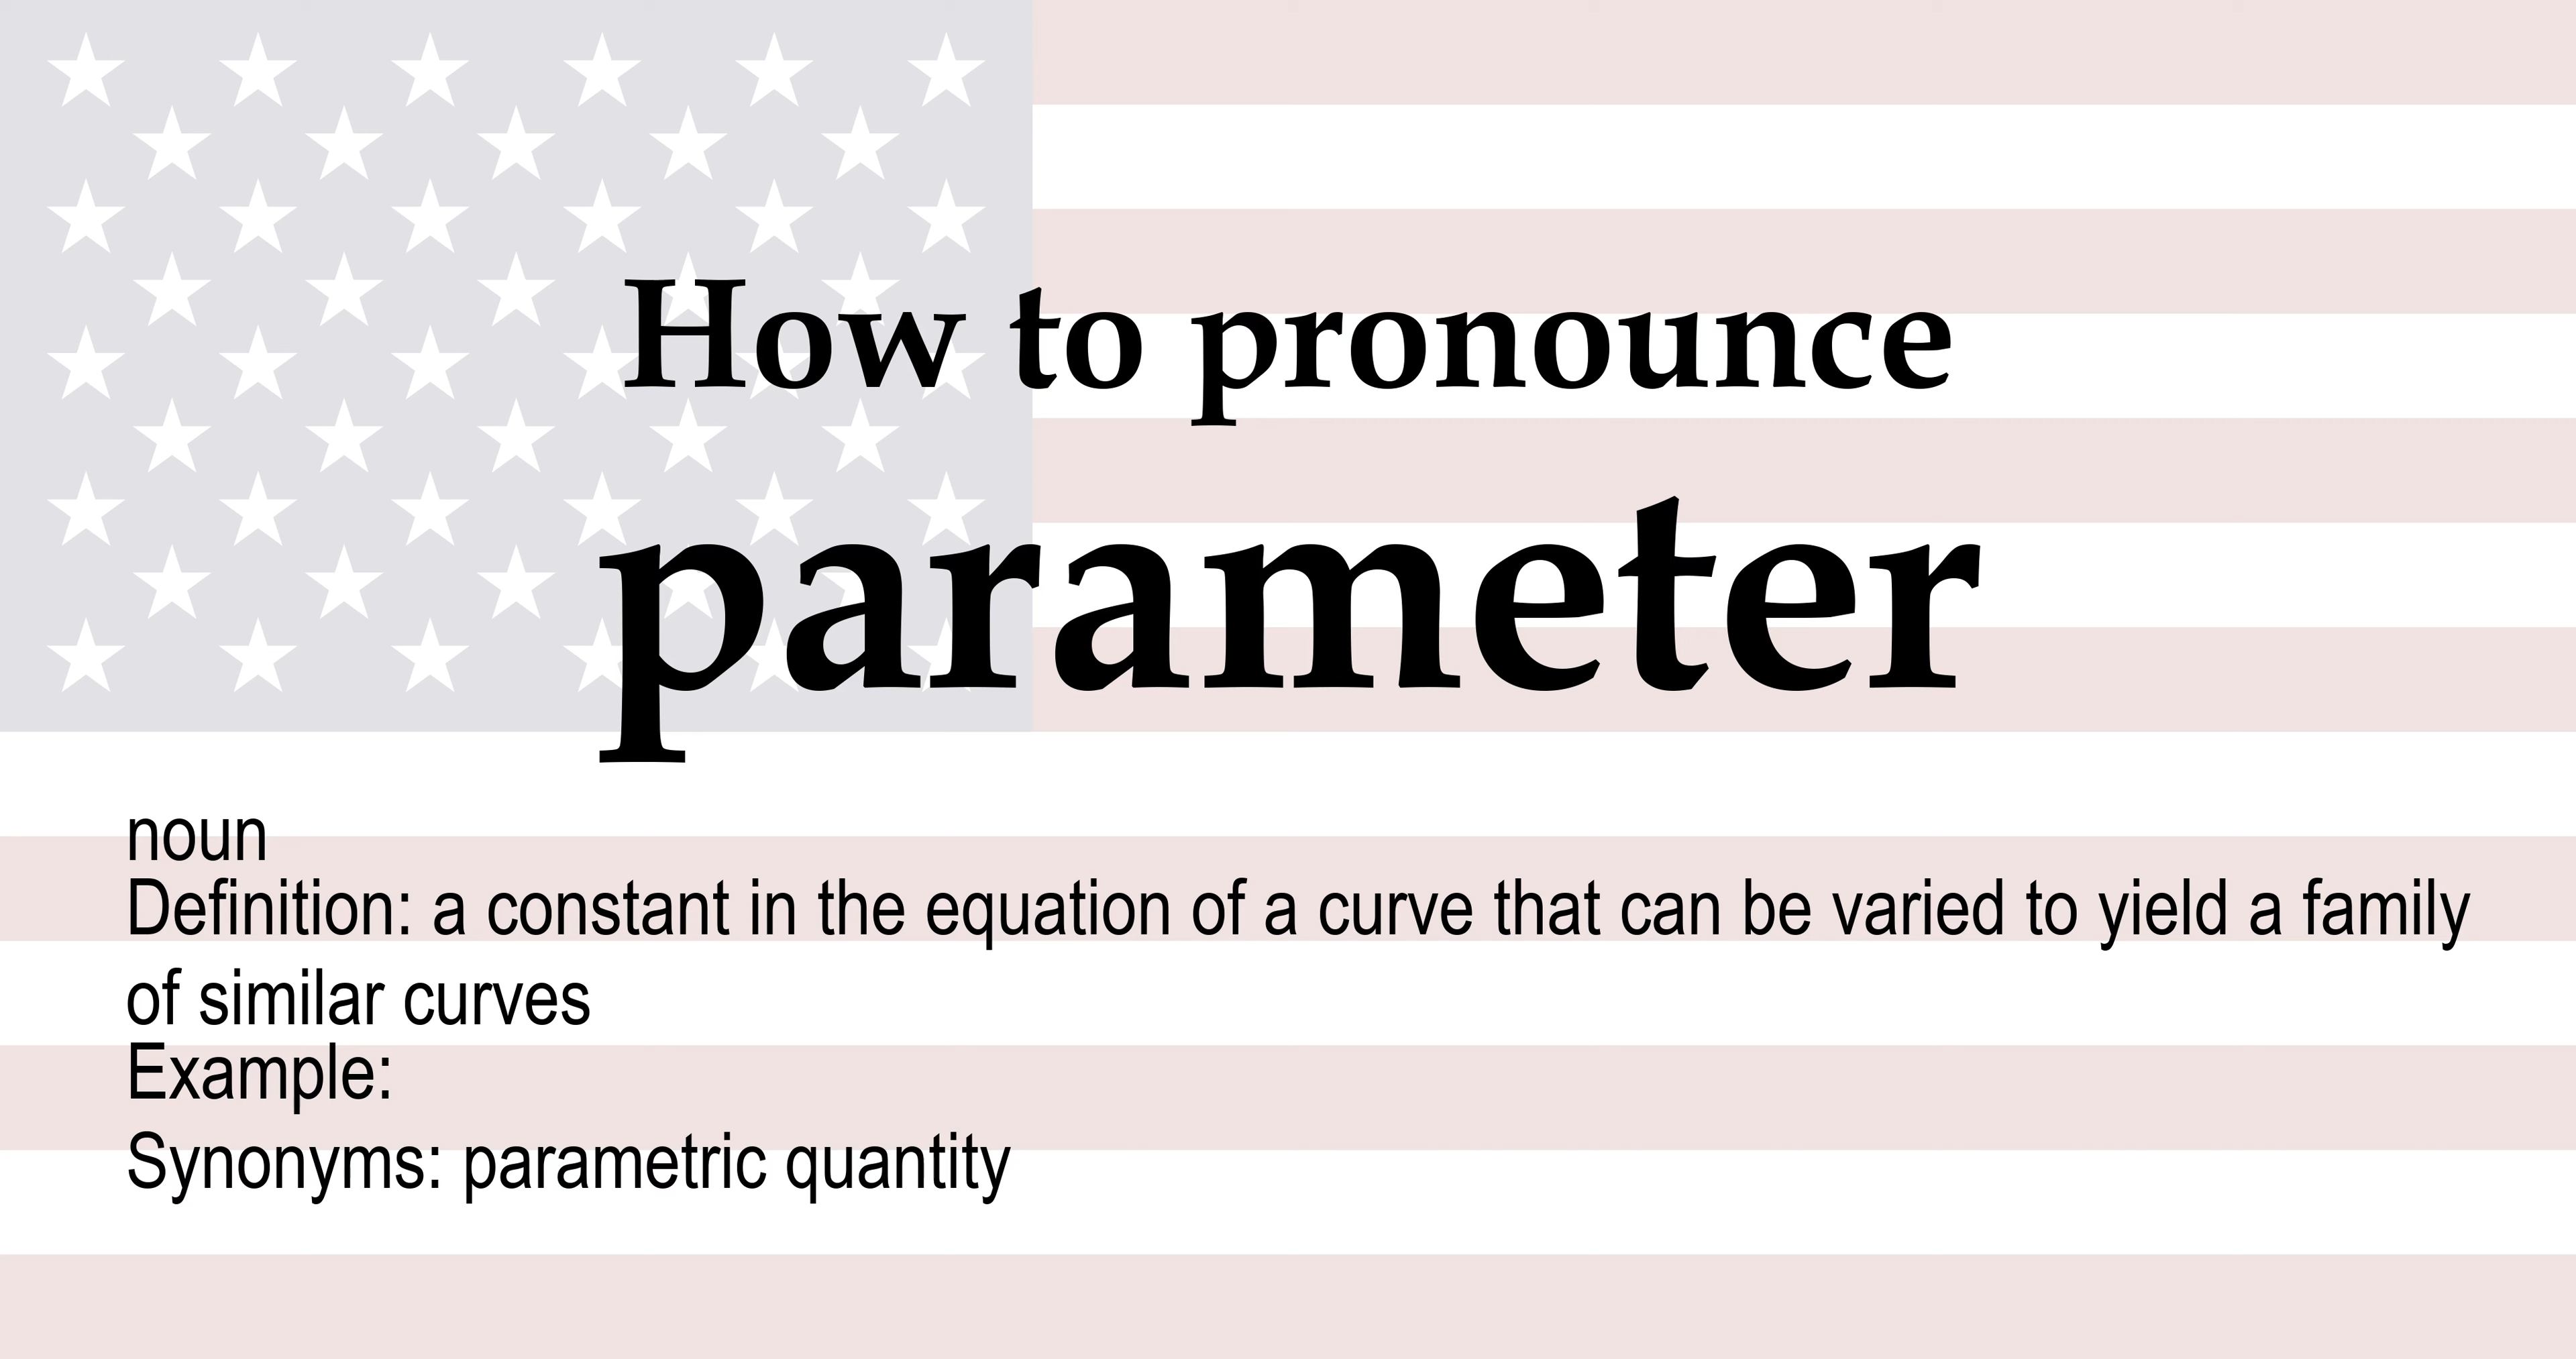 How to pronounce
parameter
noun
Definition: a constant in the equation of a curve that can be varied to yield a family
of similar curves
Example:
Synonyms: parametric quantity